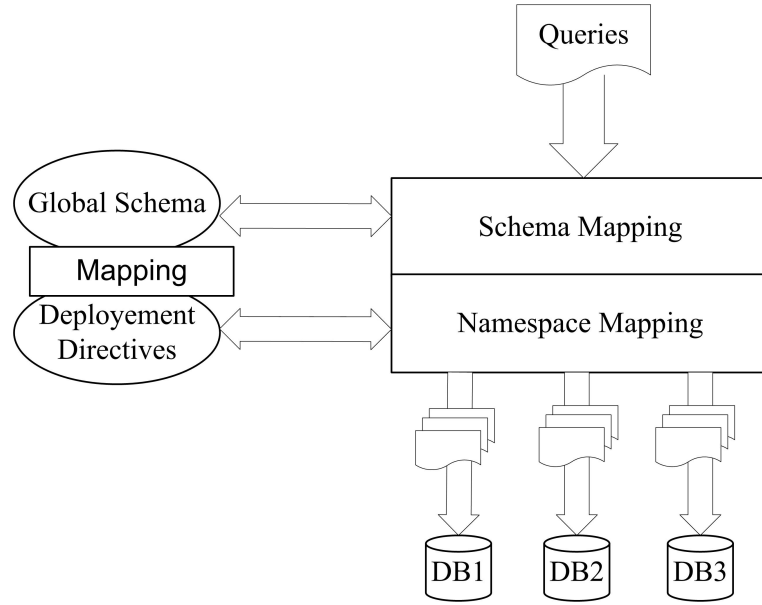 Queries
Global Schema
Schema Mapping
Mapping
Deployement
Directives
Namespace Mapping
DB1
DB2
DB3